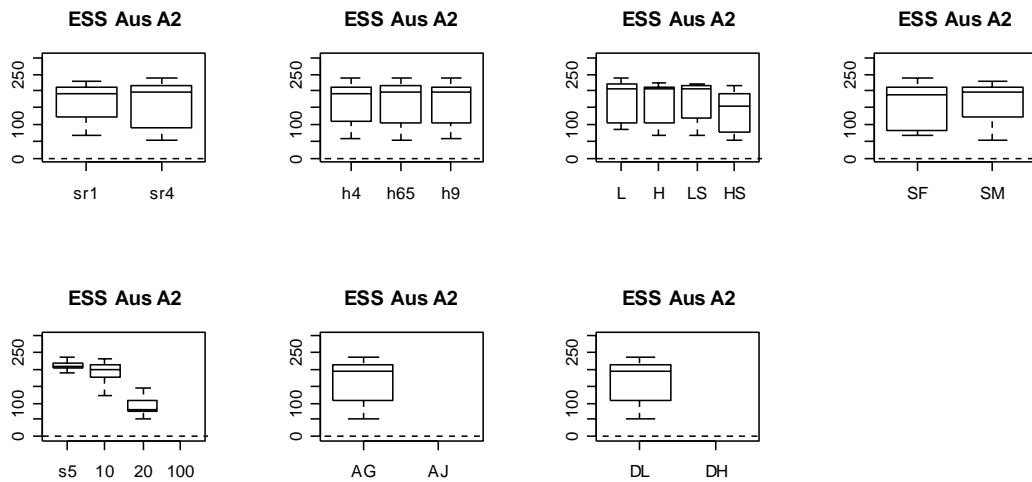 ESS Aus A2
ESS Aus A2
ESS Aus A2
ESS Aus A2
0 100 250
0 100 250
0 100 250
0 100 250
sr1 sr4
h4 h65 h9
L H LS HS
SF SM
ESS Aus A2
ESS Aus A2
ESS Aus A2
0 100 250
0 100 250
0 100 250
s5 10 20 100
AG AJ
DL DH